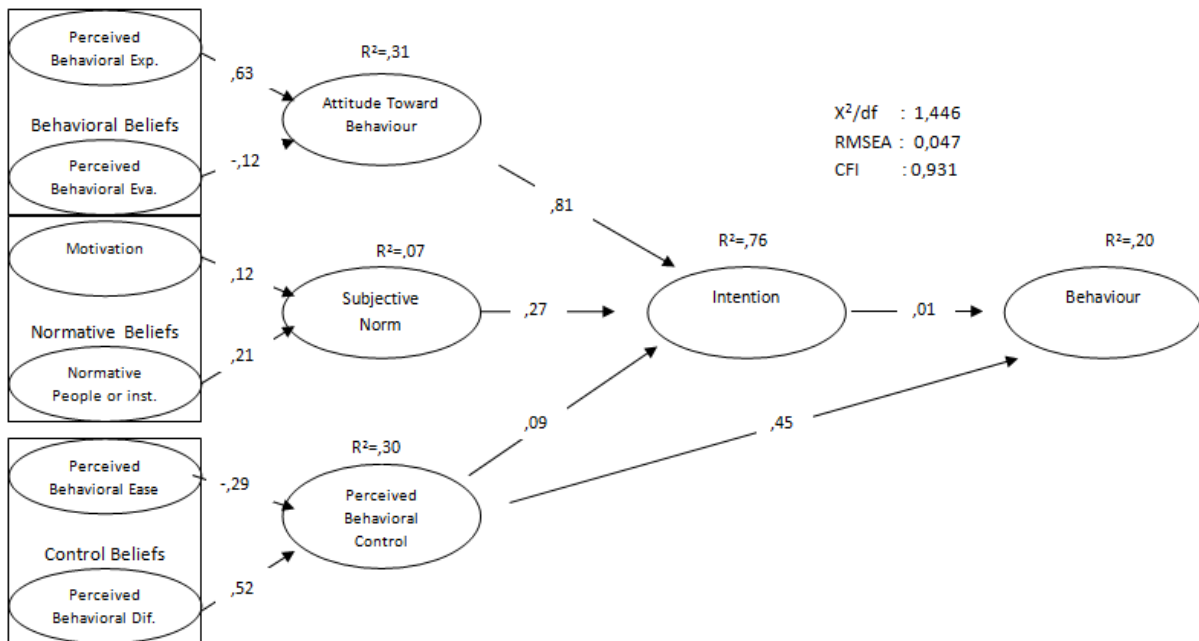 Perceived
Behavioral Exp.
,63
Behavioral Beliefs
Perceived
Behavioral Eva.
-,12
R²=,31
Attitude Toward
Behaviour
,81
X²/df : 1,446
RMSEA : 0,047
CFI : 0,931
Motivation
,12
Normative Beliefs
Normative
People or inst.
,21
R²=,07
Subjective
Norm
,27
R²=,76
Intention
,01
R²=,20
Behaviour
Perceived
Behavioral Ease
-,29
Control Beliefs
Perceived
Behavioral Dif.
,52
R²=,30
Perceived
Behavioral
Control
,09
,45